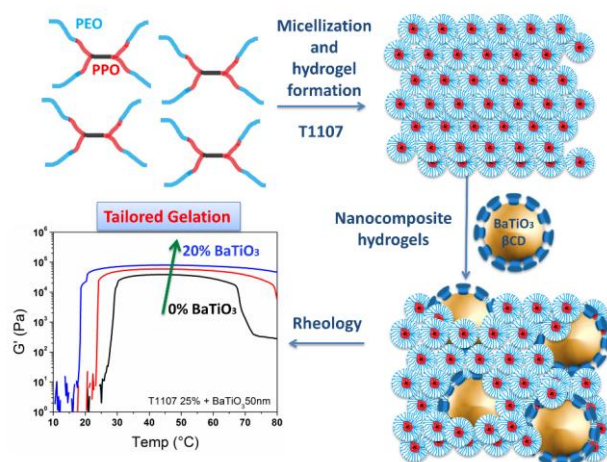 PEO
PPO
Micellization
and
hydrogel
formation
T1107
Tailored Gelation
Nanocomposite
hydrogels
BaTiO₃
βCD
Rheology
G' (Pa)
10⁶
10⁵
10⁴
10³
10²
10¹
10⁰
20% BaTiO₃
0% BaTiO₃
T1107 25% + BaTiO₃50nm
10 20 30 40 50 60 70 80
Temp (°C)